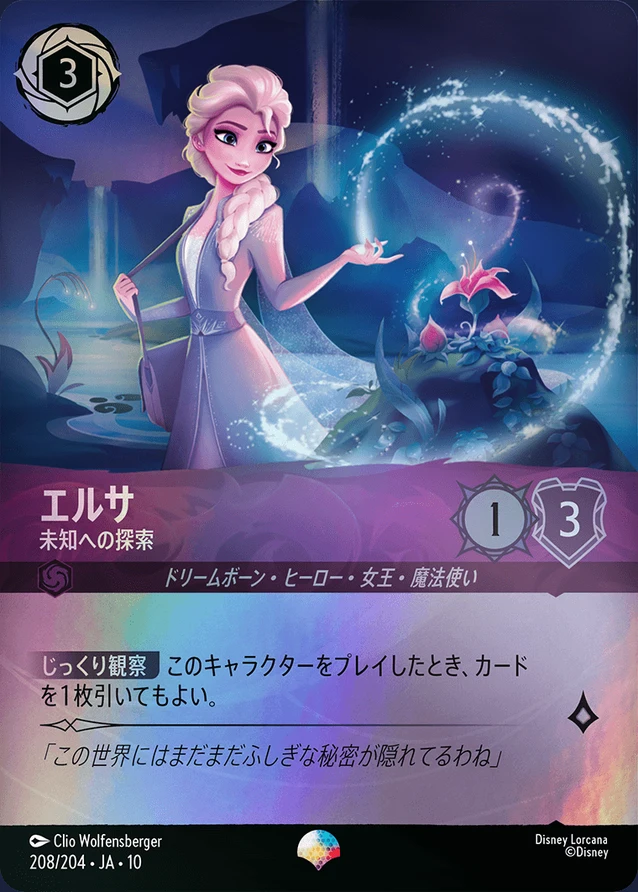 3
エルサ
未知への探索
1
3
ドリームボーン・ヒーロー・女王・魔法使い
じっくり観察 このキャラクターをプレイしたとき、カード
を1枚引いてもよい。
「この世界にはまだまだふしぎな秘密が隠れてるわね」
Clio Wolfensberger
208/204・JA・10
Disney Lorcana
©Disney